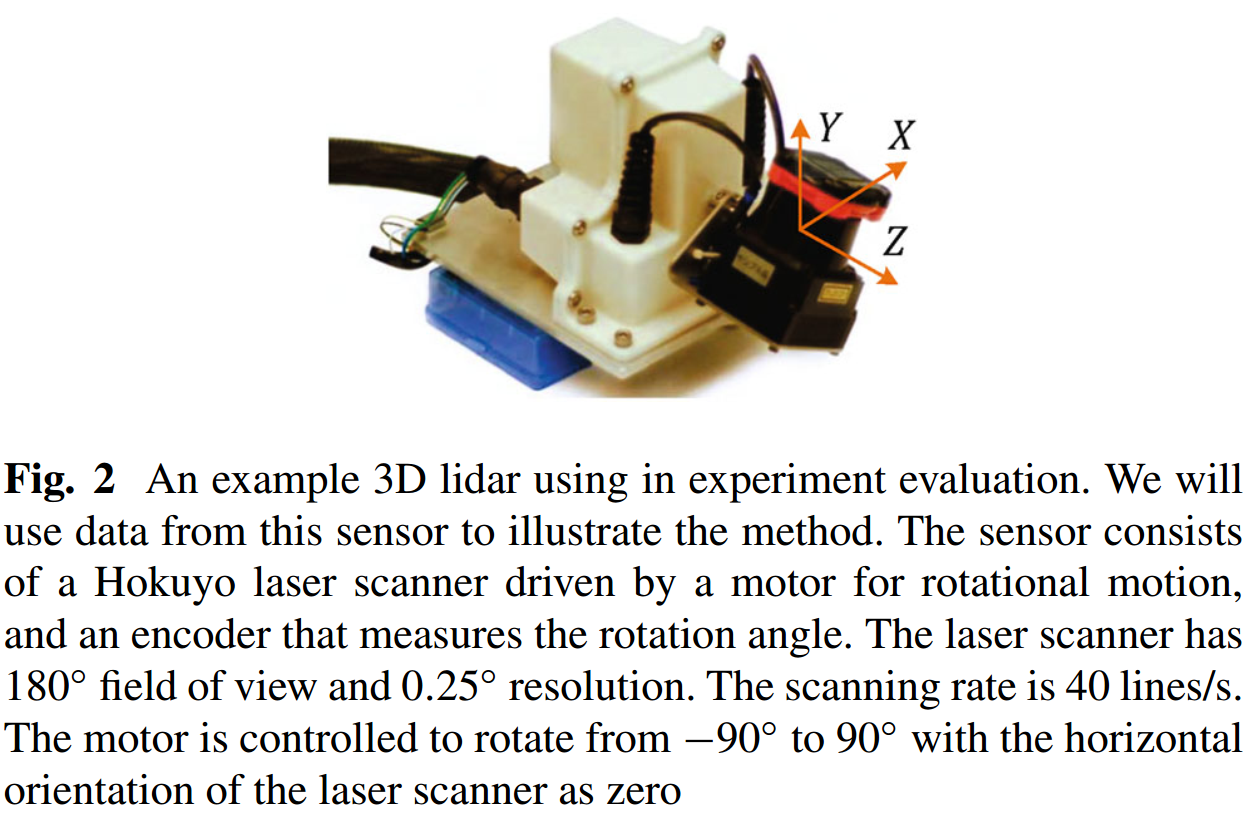 Y
X
Z
Fig. 2 An example 3D lidar using in experiment evaluation. We will
use data from this sensor to illustrate the method. The sensor consists
of a Hokuyo laser scanner driven by a motor for rotational motion,
and an encoder that measures the rotation angle. The laser scanner has
180° field of view and 0.25° resolution. The scanning rate is 40 lines/s.
The motor is controlled to rotate from −90° to 90° with the horizontal
orientation of the laser scanner as zero